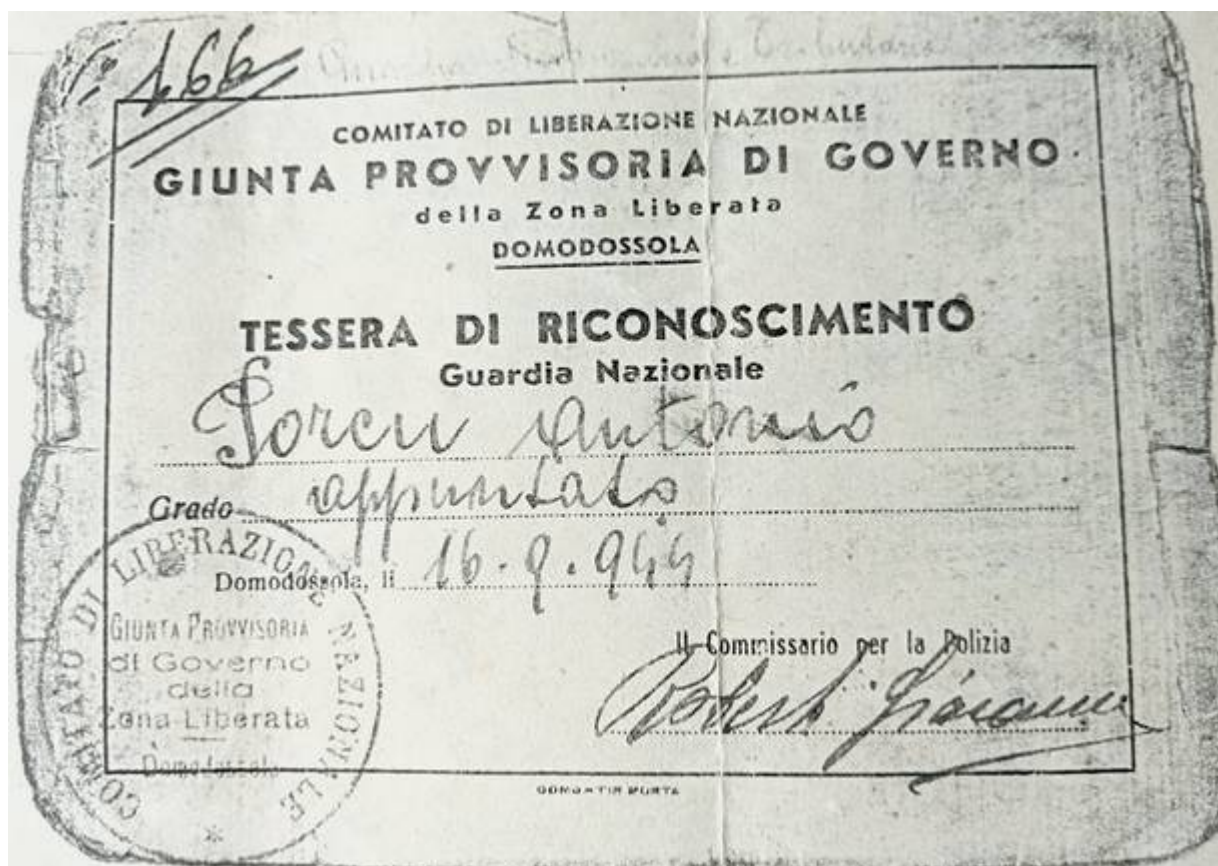 466
COMITATO DI LIBERAZIONE NAZIONALE
GIUNTA PROVVISORIA DI GOVERNO
della Zona Liberata
DOMODOSSOLA
TESSERA DI RICONOSCIMENTO
Guardia Nazionale
Porcu Antonio
Grado appuntato
Domodossola, li 16.9.944
Il Commissario per la Polizia
COMITATO DI LIBERAZIONE NEZIONALE
GIUNTA PROVVISORIA
di Governo
della
Zona Liberata
Domodossola